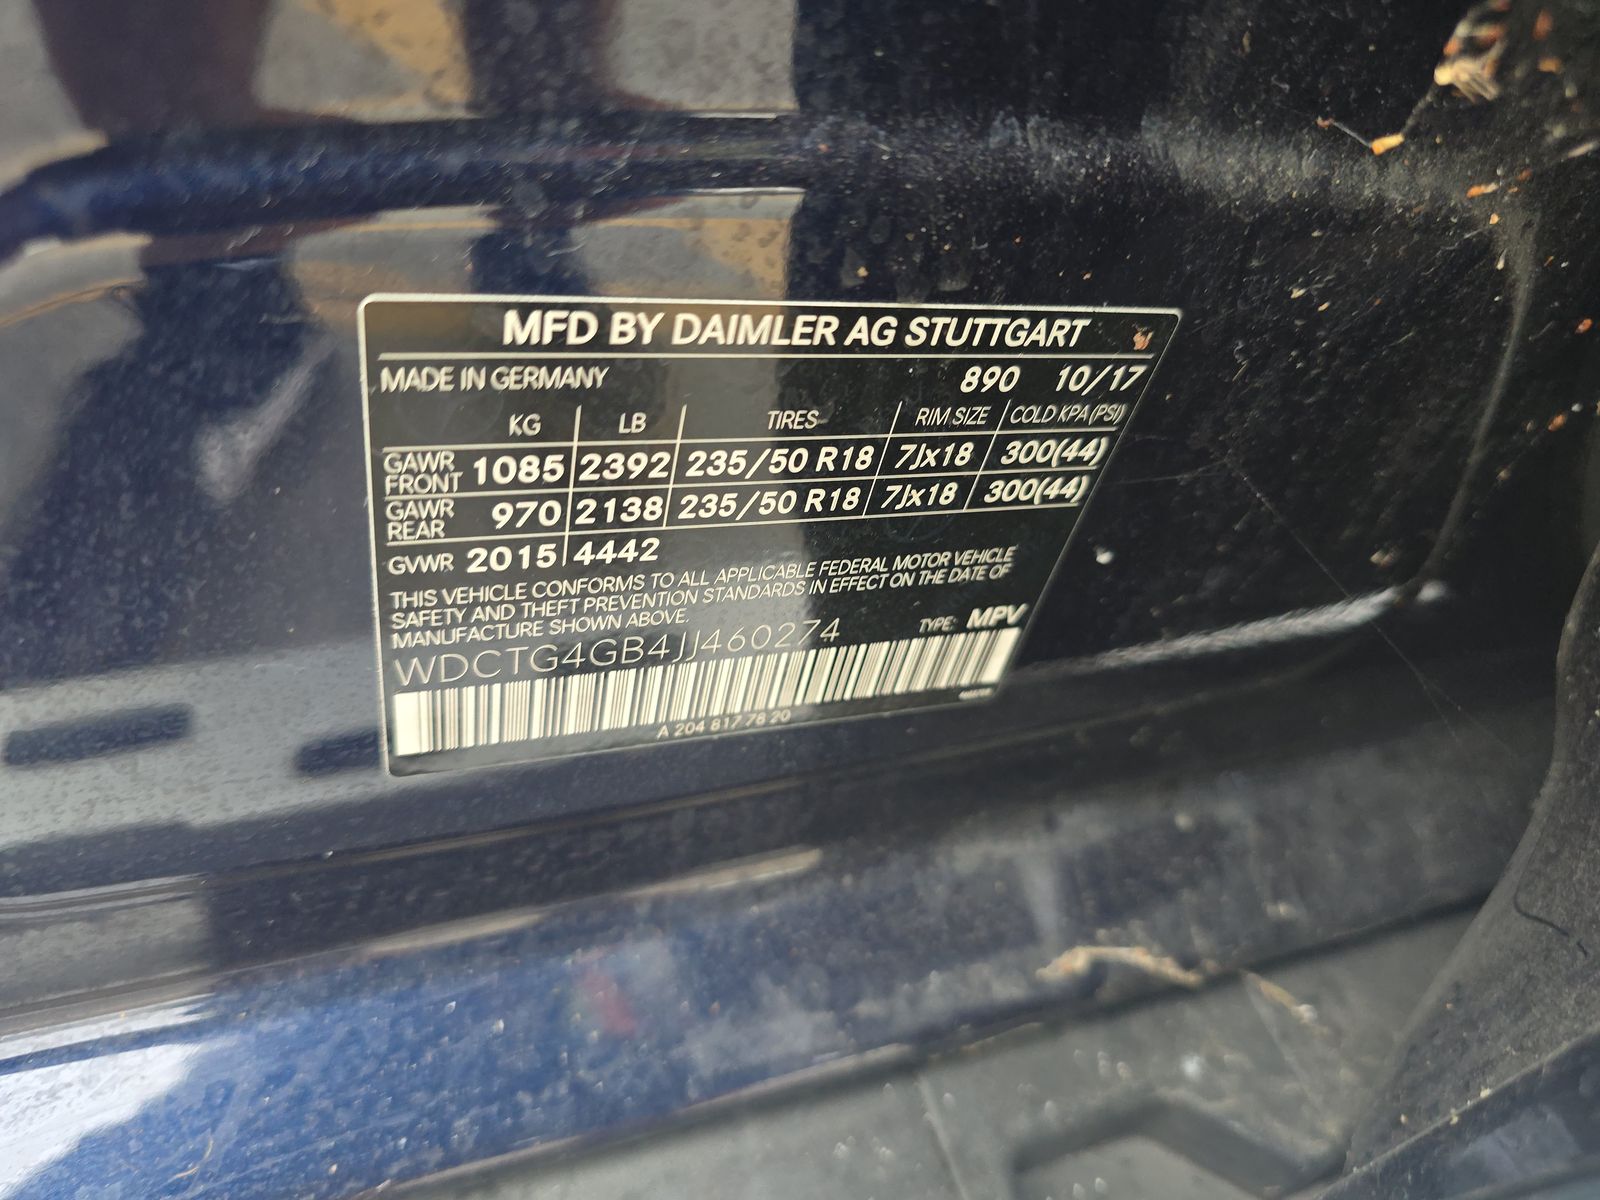 MFD BY DAIMLER AG STUTTGART
MADE IN GERMANY 890 10/17
KG LB TIRES RIM SIZE COLD KPA (PSI)
GAWR FRONT 1085 2392 235/50 R18 7Jx18 300(44)
GAWR REAR 970 2138 235/50 R18 7Jx18 300(44)
GVWR 2015 4442
THIS VEHICLE CONFORMS TO ALL APPLICABLE FEDERAL MOTOR VEHICLE
SAFETY AND THEFT PREVENTION STANDARDS IN EFFECT ON THE DATE OF
MANUFACTURE SHOWN ABOVE.
TYPE: MPV
WDCTG4GB4JJ460274
A 204 817 78 20